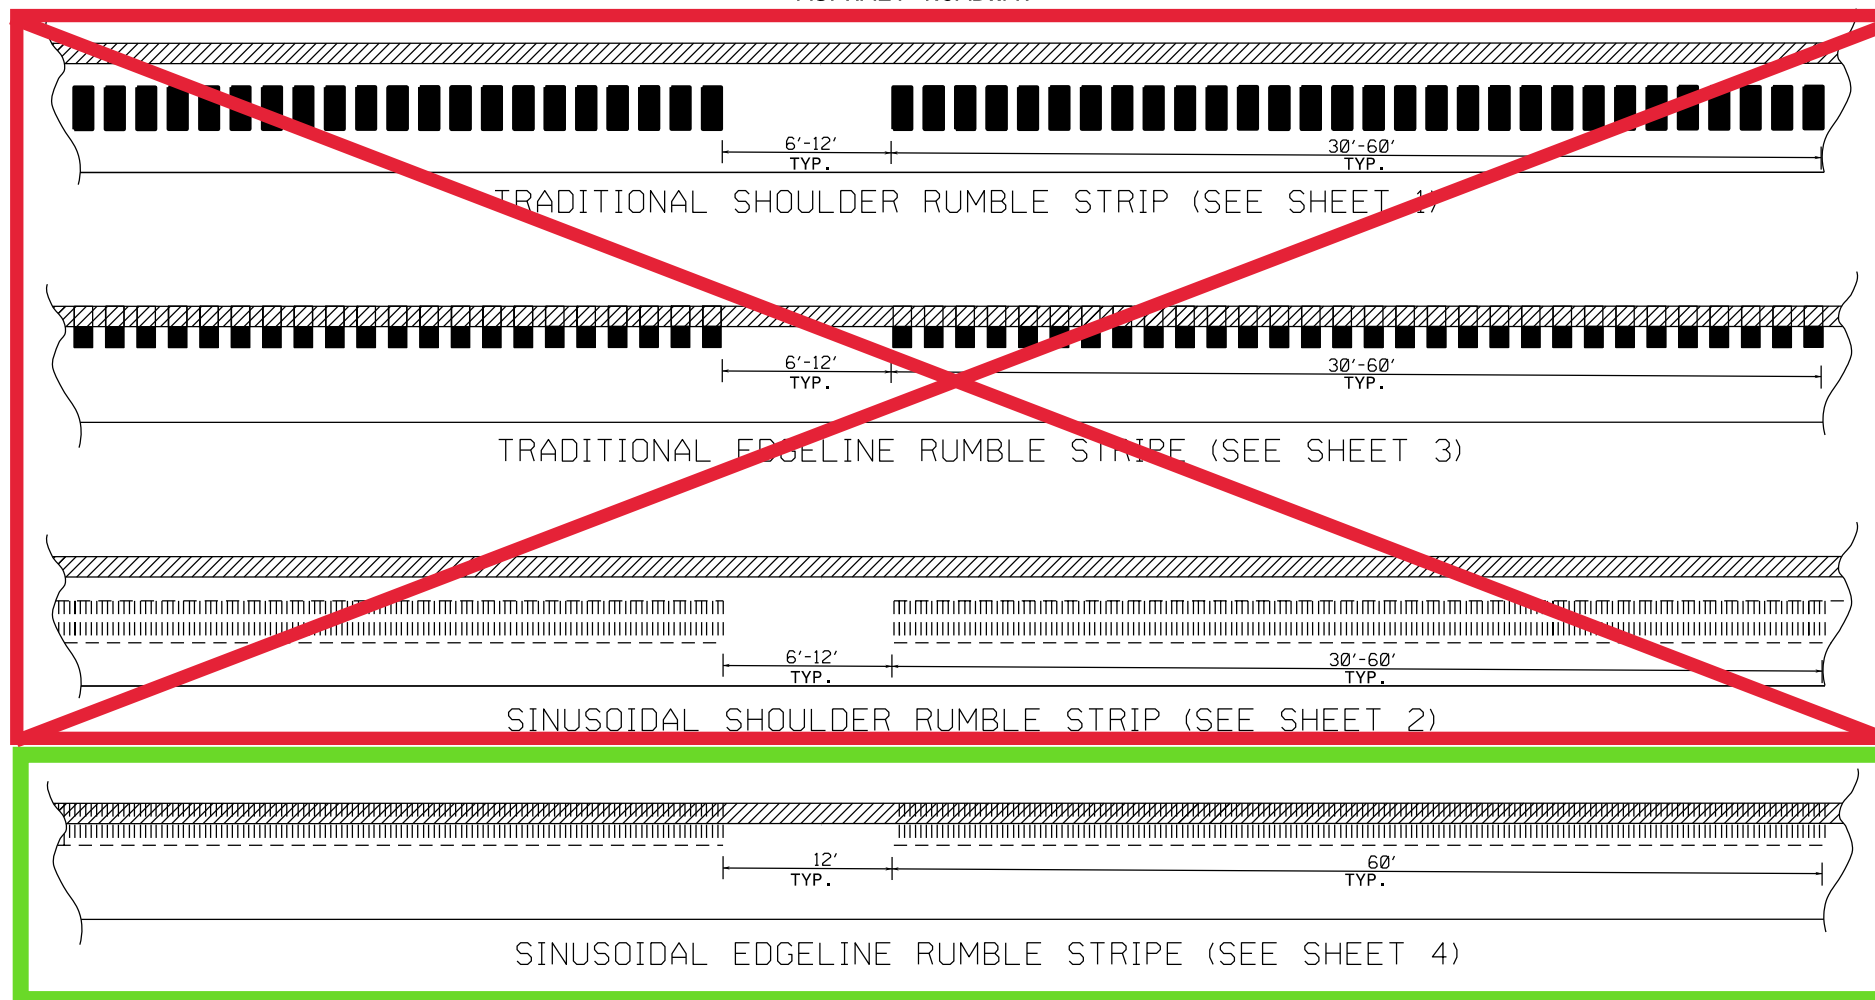 6'-12'
TYP.
30'-60'
TYP.
TRADITIONAL SHOULDER RUMBLE STRIP (SEE SHEET 1)
6'-12'
TYP.
30'-60'
TYP.
TRADITIONAL EDGELINE RUMBLE STRIPE (SEE SHEET 3)
6'-12'
TYP.
30'-60'
TYP.
SINUSOIDAL SHOULDER RUMBLE STRIP (SEE SHEET 2)
12'
TYP.
60'
TYP.
SINUSOIDAL EDGELINE RUMBLE STRIPE (SEE SHEET 4)